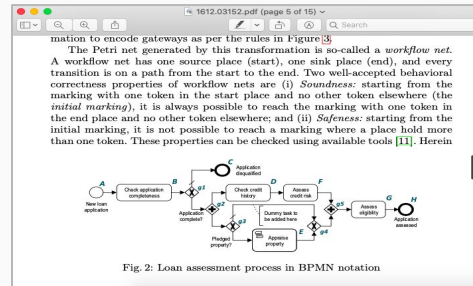 1612.03152.pdf (page 5 of 15)
Search
mation to encode gateways as per the rules in Figure 3.
The Petri net generated by this transformation is so-called a workflow net.
A workflow net has one source place (start), one sink place (end), and every
transition is on a path from the start to the end. Two well-accepted behavioral
correctness properties of workflow nets are (i) Soundness: starting from the
marking with one token in the start place and no other token elsewhere (the
initial marking), it is always possible to reach the marking with one token in
the end place and no other token elsewhere; and (ii) Safeness: starting from the
initial marking, it is not possible to reach a marking where a place hold more
than one token. These properties can be checked using available tools [11]. Herein
C
Application
disqualified
A
New loan
application
Check application
completeness
B
g1
Application
complete?
g2
Check credit
history
D
Assess
credit risk
F
Dummy task to
be added here
g3
Pledged
property?
Appraise
property
E
g4
g5
Assess
eligibility
G
H
Application
assessed
Fig. 2: Loan assessment process in BPMN notation